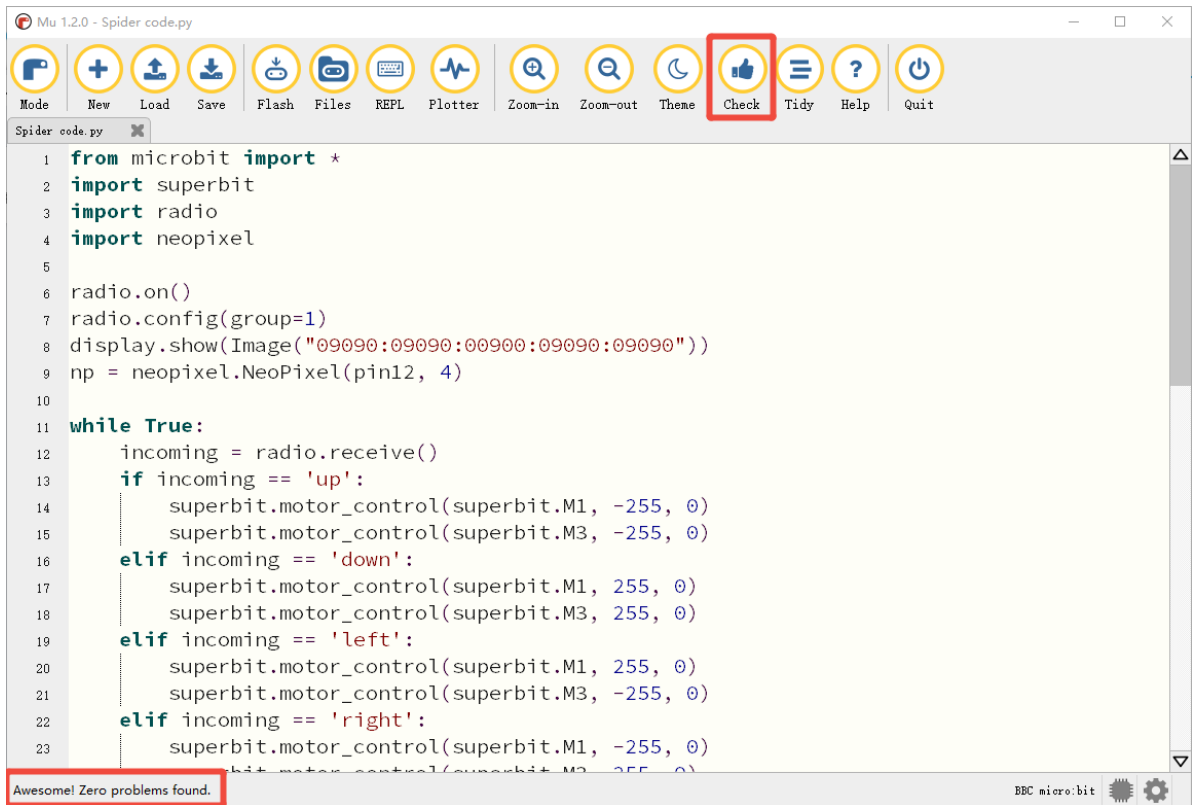 Mu 1.2.0 - Spider code.py
Mode New Load Save Flash Files REPL Plotter Zoom-in Zoom-out Theme Check Tidy Help Quit
Spider code.py
1 from microbit import *
2 import superbit
3 import radio
4 import neopixel
5
6 radio.on()
7 radio.config(group=1)
8 display.show(Image("09090:09090:00900:09090:09090"))
9 np = neopixel.NeoPixel(pin12, 4)
10
11 while True:
12     incoming = radio.receive()
13     if incoming == 'up':
14         superbit.motor_control(superbit.M1, -255, 0)
15         superbit.motor_control(superbit.M3, -255, 0)
16     elif incoming == 'down':
17         superbit.motor_control(superbit.M1, 255, 0)
18         superbit.motor_control(superbit.M3, 255, 0)
19     elif incoming == 'left':
20         superbit.motor_control(superbit.M1, 255, 0)
21         superbit.motor_control(superbit.M3, -255, 0)
22     elif incoming == 'right':
23         superbit.motor_control(superbit.M1, -255, 0)
Awesome! Zero problems found.
BBC micro:bit